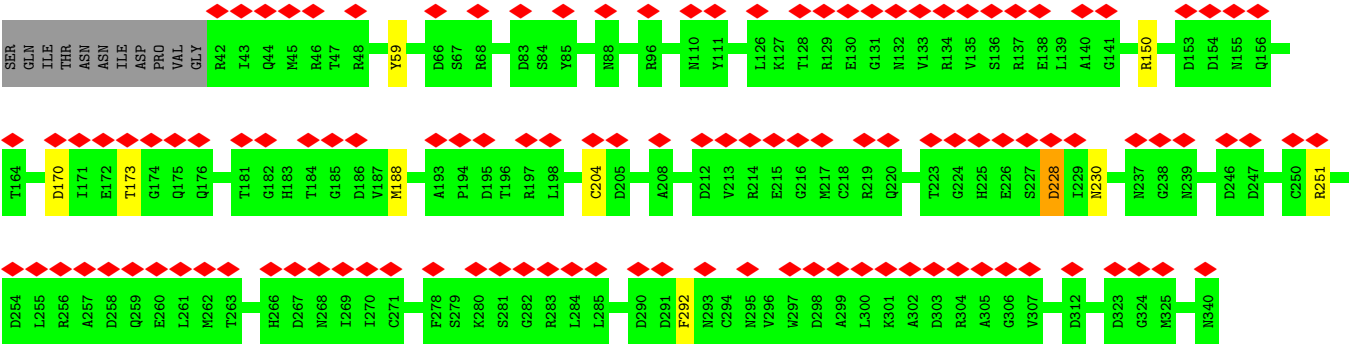 SER GLN ILE THR ASN ASN ILE ASP PRO VAL GLY R42 I43 Q44 M45 R46 T47 R48 Y59 D66 S67 R68 D83 S84 Y85 N88 R96 N110 Y111 L126 K127 T128 R129 E130 G131 N132 V133 R134 V135 S136 R137 E138 L139 A140 G141 R150 D153 D154 N155 Q156
T164 D170 I171 E172 T173 G174 Q175 Q176 T181 G182 H183 T184 G185 D186 V187 M188 A193 P194 D195 T196 R197 L198 C204 D205 A208 D212 V213 R214 E215 G216 M217 C218 R219 Q220 T223 G224 H225 E226 S227 D228 I229 N230 N237 G238 N239 D246 D247 C250 R251
D254 L255 R256 A257 D258 Q259 E260 L261 M262 T263 H266 D267 N268 I269 I270 C271 F278 S279 K280 S281 G282 R283 L284 L285 D290 D291 F292 N293 C294 N295 V296 W297 D298 A299 L300 K301 A302 D303 R304 A305 G306 V307 D312 D323 G324 M325 N340